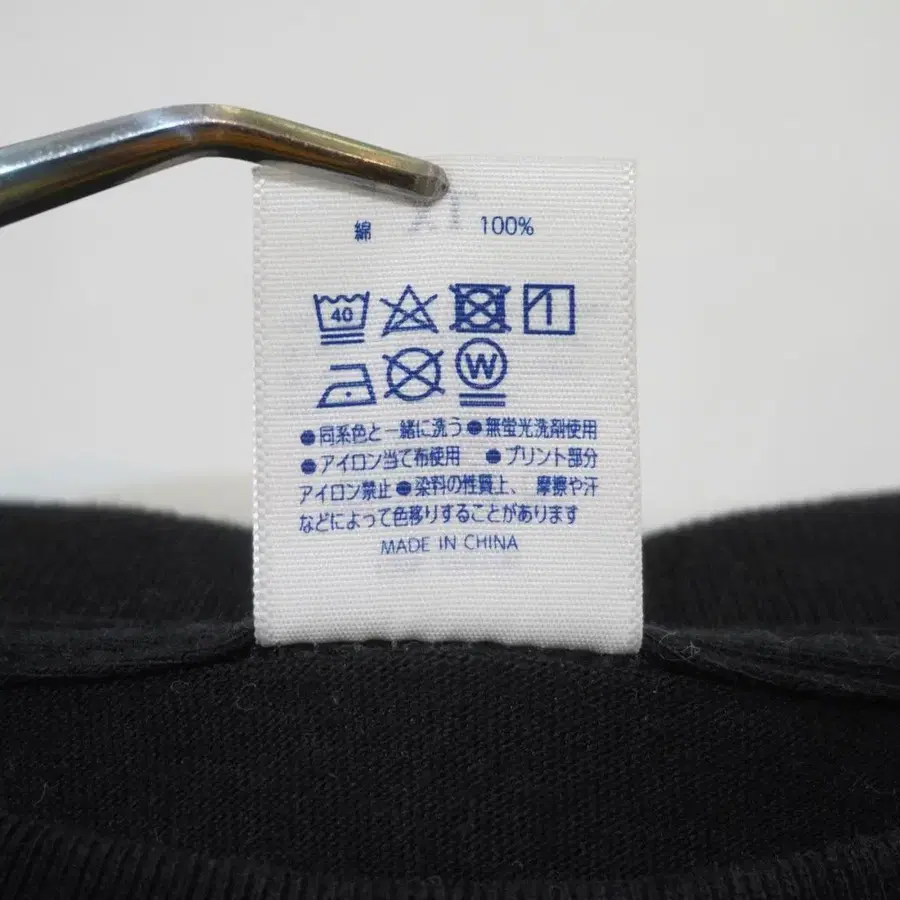 綿 100%
40
W
●同系色と一緒に洗う●無蛍光洗剤使用
●アイロン当て布使用 ●プリント部分
アイロン禁止●染料の性質上、摩擦や汗
などによって色移りすることがあります
MADE IN CHINA